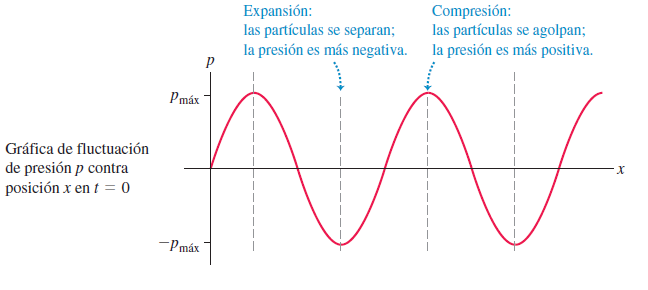 Expansión:
las partículas se separan;
la presión es más negativa.
Compresión:
las partículas se agolpan;
la presión es más positiva.
p
Pmáx
Gráfica de fluctuación
de presión p contra
posición x en t = 0
x
−Pmáx